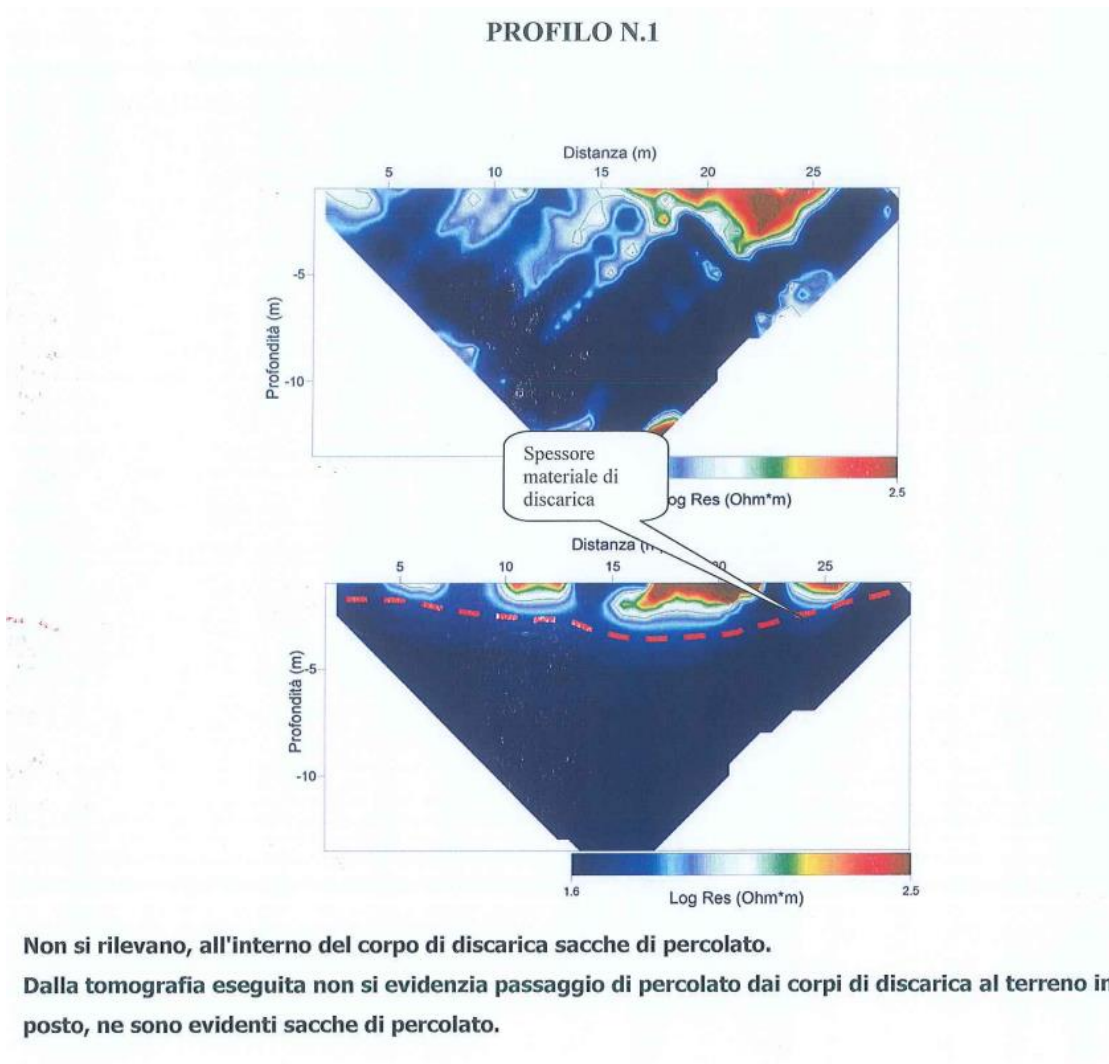 PROFILO N.1
Distanza (m)
5 10 15 20 25
Profondità (m)
-5
-10
Spessore
materiale di
discarica
og Res (Ohm*m)
2.5
Distanza (m
5 10 15 20 25
Profondità (m)
-5
-10
1.6 2.5
Log Res (Ohm*m)
Non si rilevano, all'interno del corpo di discarica sacche di percolato.
Dalla tomografia eseguita non si evidenzia passaggio di percolato dai corpi di discarica al terreno in
posto, ne sono evidenti sacche di percolato.